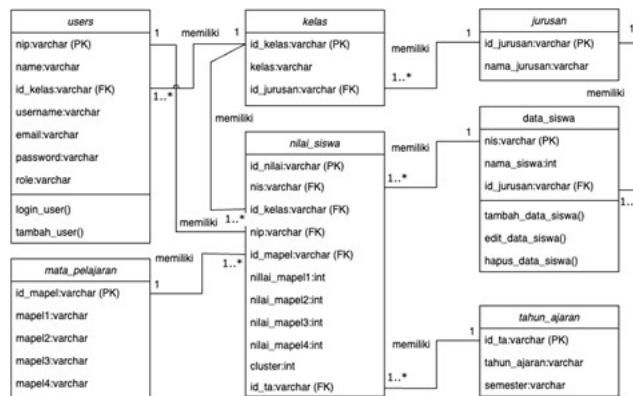 users
nip:varchar (PK)
name:varchar
id_kelas:varchar (FK)
username:varchar
email:varchar
password:varchar
role:varchar
login_user()
tambah_user()
1
memiliki
1
1..*
kelas
id_kelas:varchar (PK)
kelas:varchar
id_jurusan:varchar (FK)
memiliki
1
1..*
jurusan
id_jurusan:varchar (PK)
nama_jurusan:varchar
1
memiliki
1..
memiliki
nilai_siswa
id_nilai:varchar (PK)
nis:varchar (FK)
id_kelas:varchar (FK)
nip:varchar (FK)
id_mapel:varchar (FK)
nillai_mapel1:int
nilai_mapel2:int
nilai_mapel3:int
nilai_mapel4:int
cluster:int
id_ta:varchar (FK)
1..*
memiliki
1..*
memiliki
1
1..*
data_siswa
nis:varchar (PK)
nama_siswa:int
id_jurusan:varchar (FK)
tambah_data_siswa()
edit_data_siswa()
hapus_data_siswa()
mata_pelajaran
id_mapel:varchar (PK)
mapel1:varchar
mapel2:varchar
mapel3:varchar
mapel4:varchar
memiliki
1
memiliki
1
1..*
tahun_ajaran
id_ta:varchar (PK)
tahun_ajaran:varchar
semester:varchar